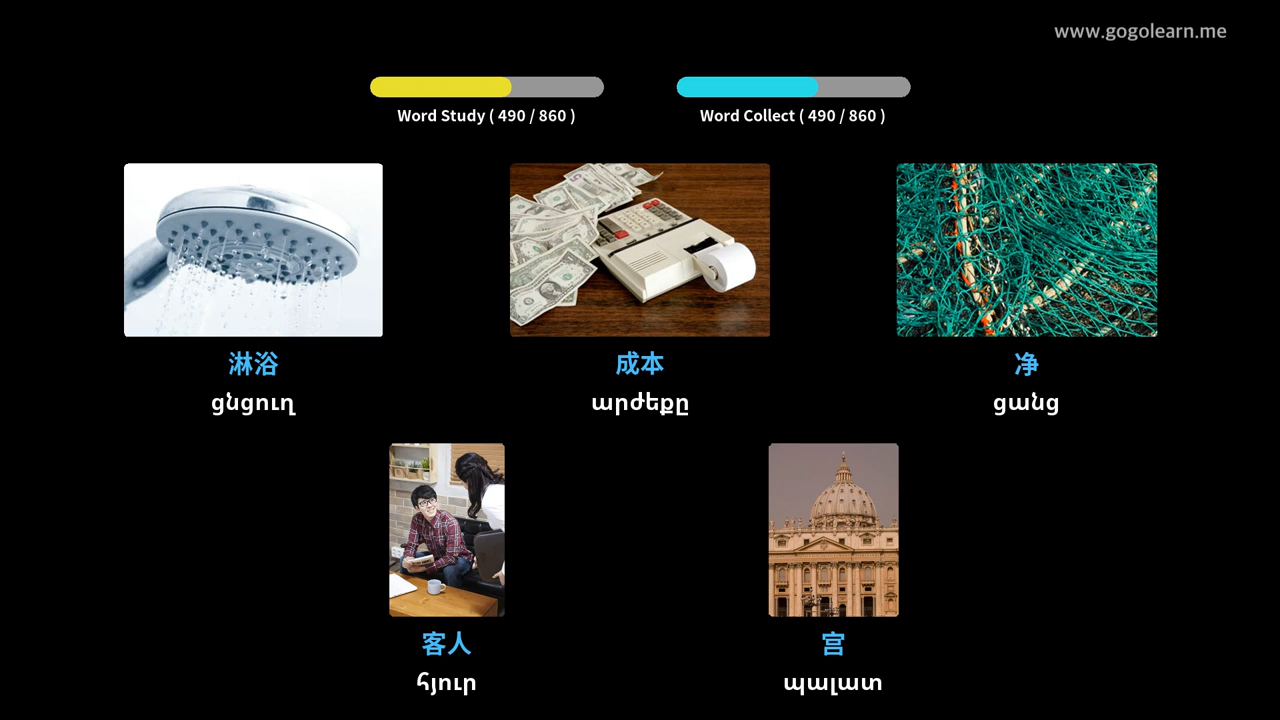 www.gogolearn.me
Word Study ( 490 / 860 )
Word Collect ( 490 / 860 )
淋浴
ցնցուղ
成本
արժեքը
净
ցանց
客人
հյուր
宫
պալատ